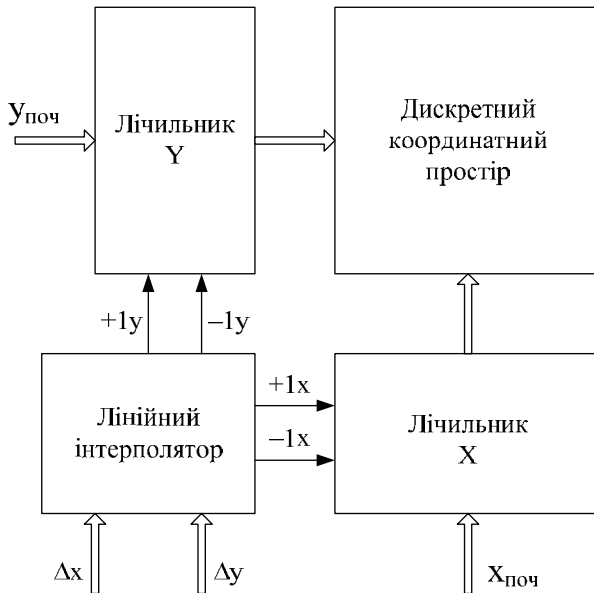 yпоч
Лічильник
Y
Дискретний
координатний
простір
+1y
−1y
Лінійний
інтерполятор
+1x
−1x
Лічильник
X
Δx
Δy
xпоч